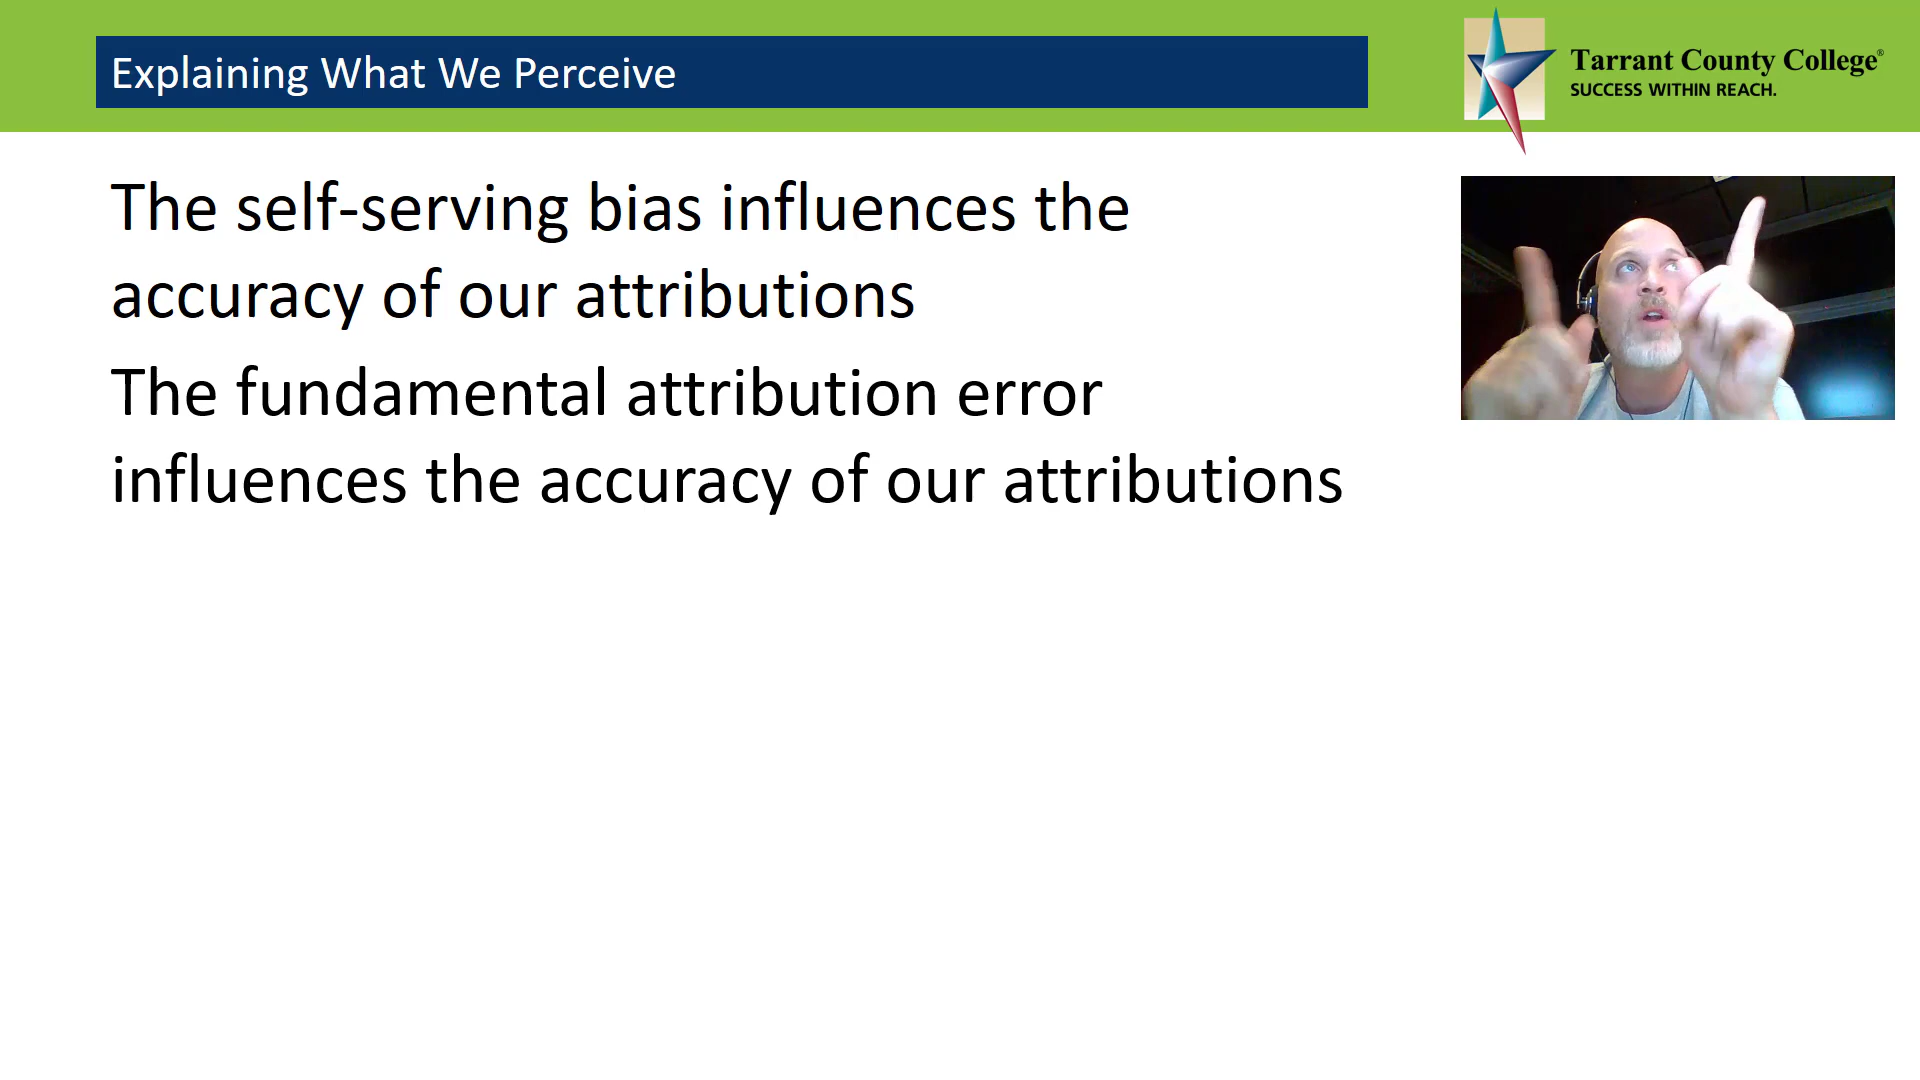 Explaining What We Perceive
Tarrant County College®
SUCCESS WITHIN REACH.
The self-serving bias influences the
accuracy of our attributions
The fundamental attribution error
influences the accuracy of our attributions